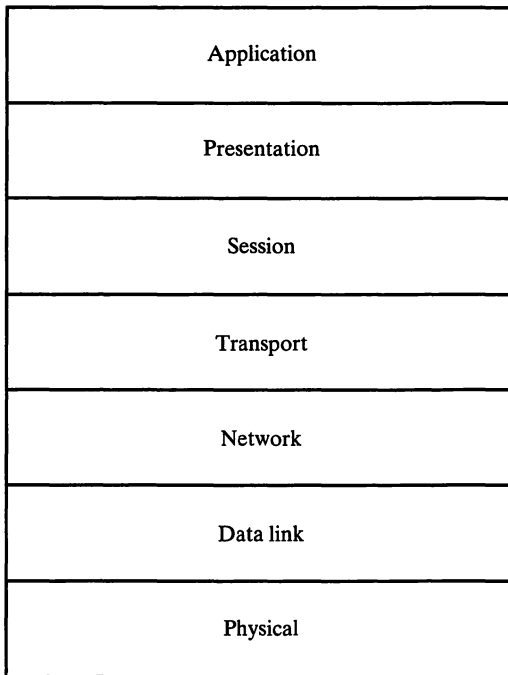 Application
Presentation
Session
Transport
Network
Data link
Physical